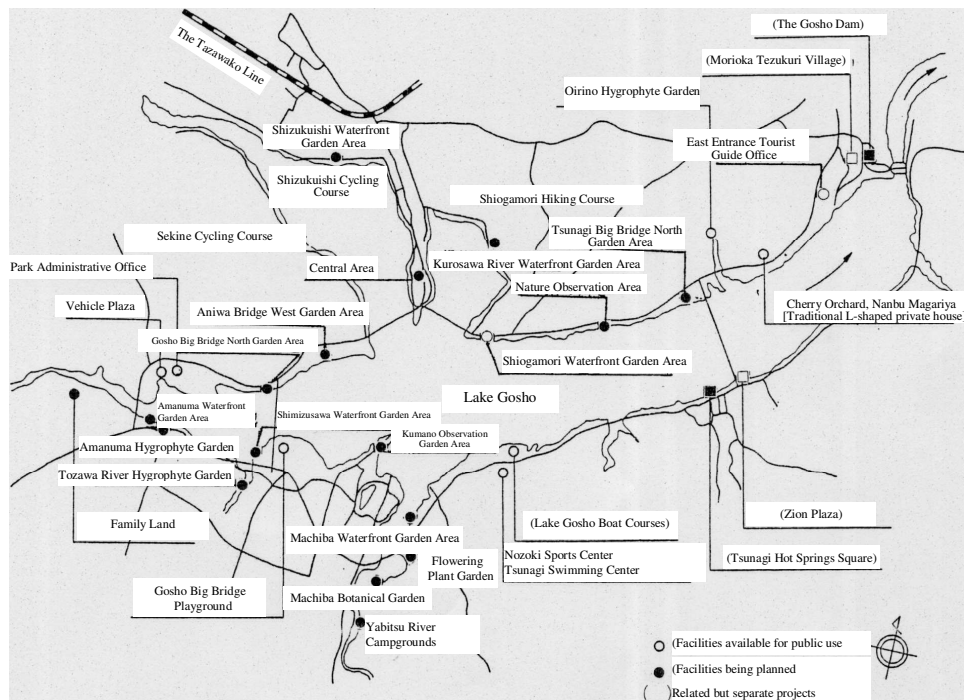 (The Gosho Dam)
The Tazawako Line
(Morioka Tezukuri Village)
Oirino Hygrophyte Garden
Shizukuishi Waterfront
Garden Area
East Entrance Tourist
Guide Office
Shizukuishi Cycling
Course
Shiogamori Hiking Course
Tsunagi Big Bridge North
Garden Area
Sekine Cycling Course
Park Administrative Office
Central Area
Kurosawa River Waterfront Garden Area
Nature Observation Area
Vehicle Plaza
Aniwa Bridge West Garden Area
Cherry Orchard, Nanbu Magariya
[Traditional L-shaped private house]
Gosho Big Bridge North Garden Area
Shiogamori Waterfront Garden Area
Lake Gosho
Amanuma Waterfront
Garden Area
Shimizusawa Waterfront Garden Area
Kumano Observation
Garden Area
Amanuma Hygrophyte Garden
Tozawa River Hygrophyte Garden
Family Land
(Lake Gosho Boat Courses)
(Zion Plaza)
Machiba Waterfront Garden Area
Nozoki Sports Center
Tsunagi Swimming Center
(Tsunagi Hot Springs Square)
Flowering
Plant Garden
Gosho Big Bridge
Playground
Machiba Botanical Garden
Yabitsu River
Campgrounds
(Facilities available for public use
(Facilities being planned
Related but separate projects